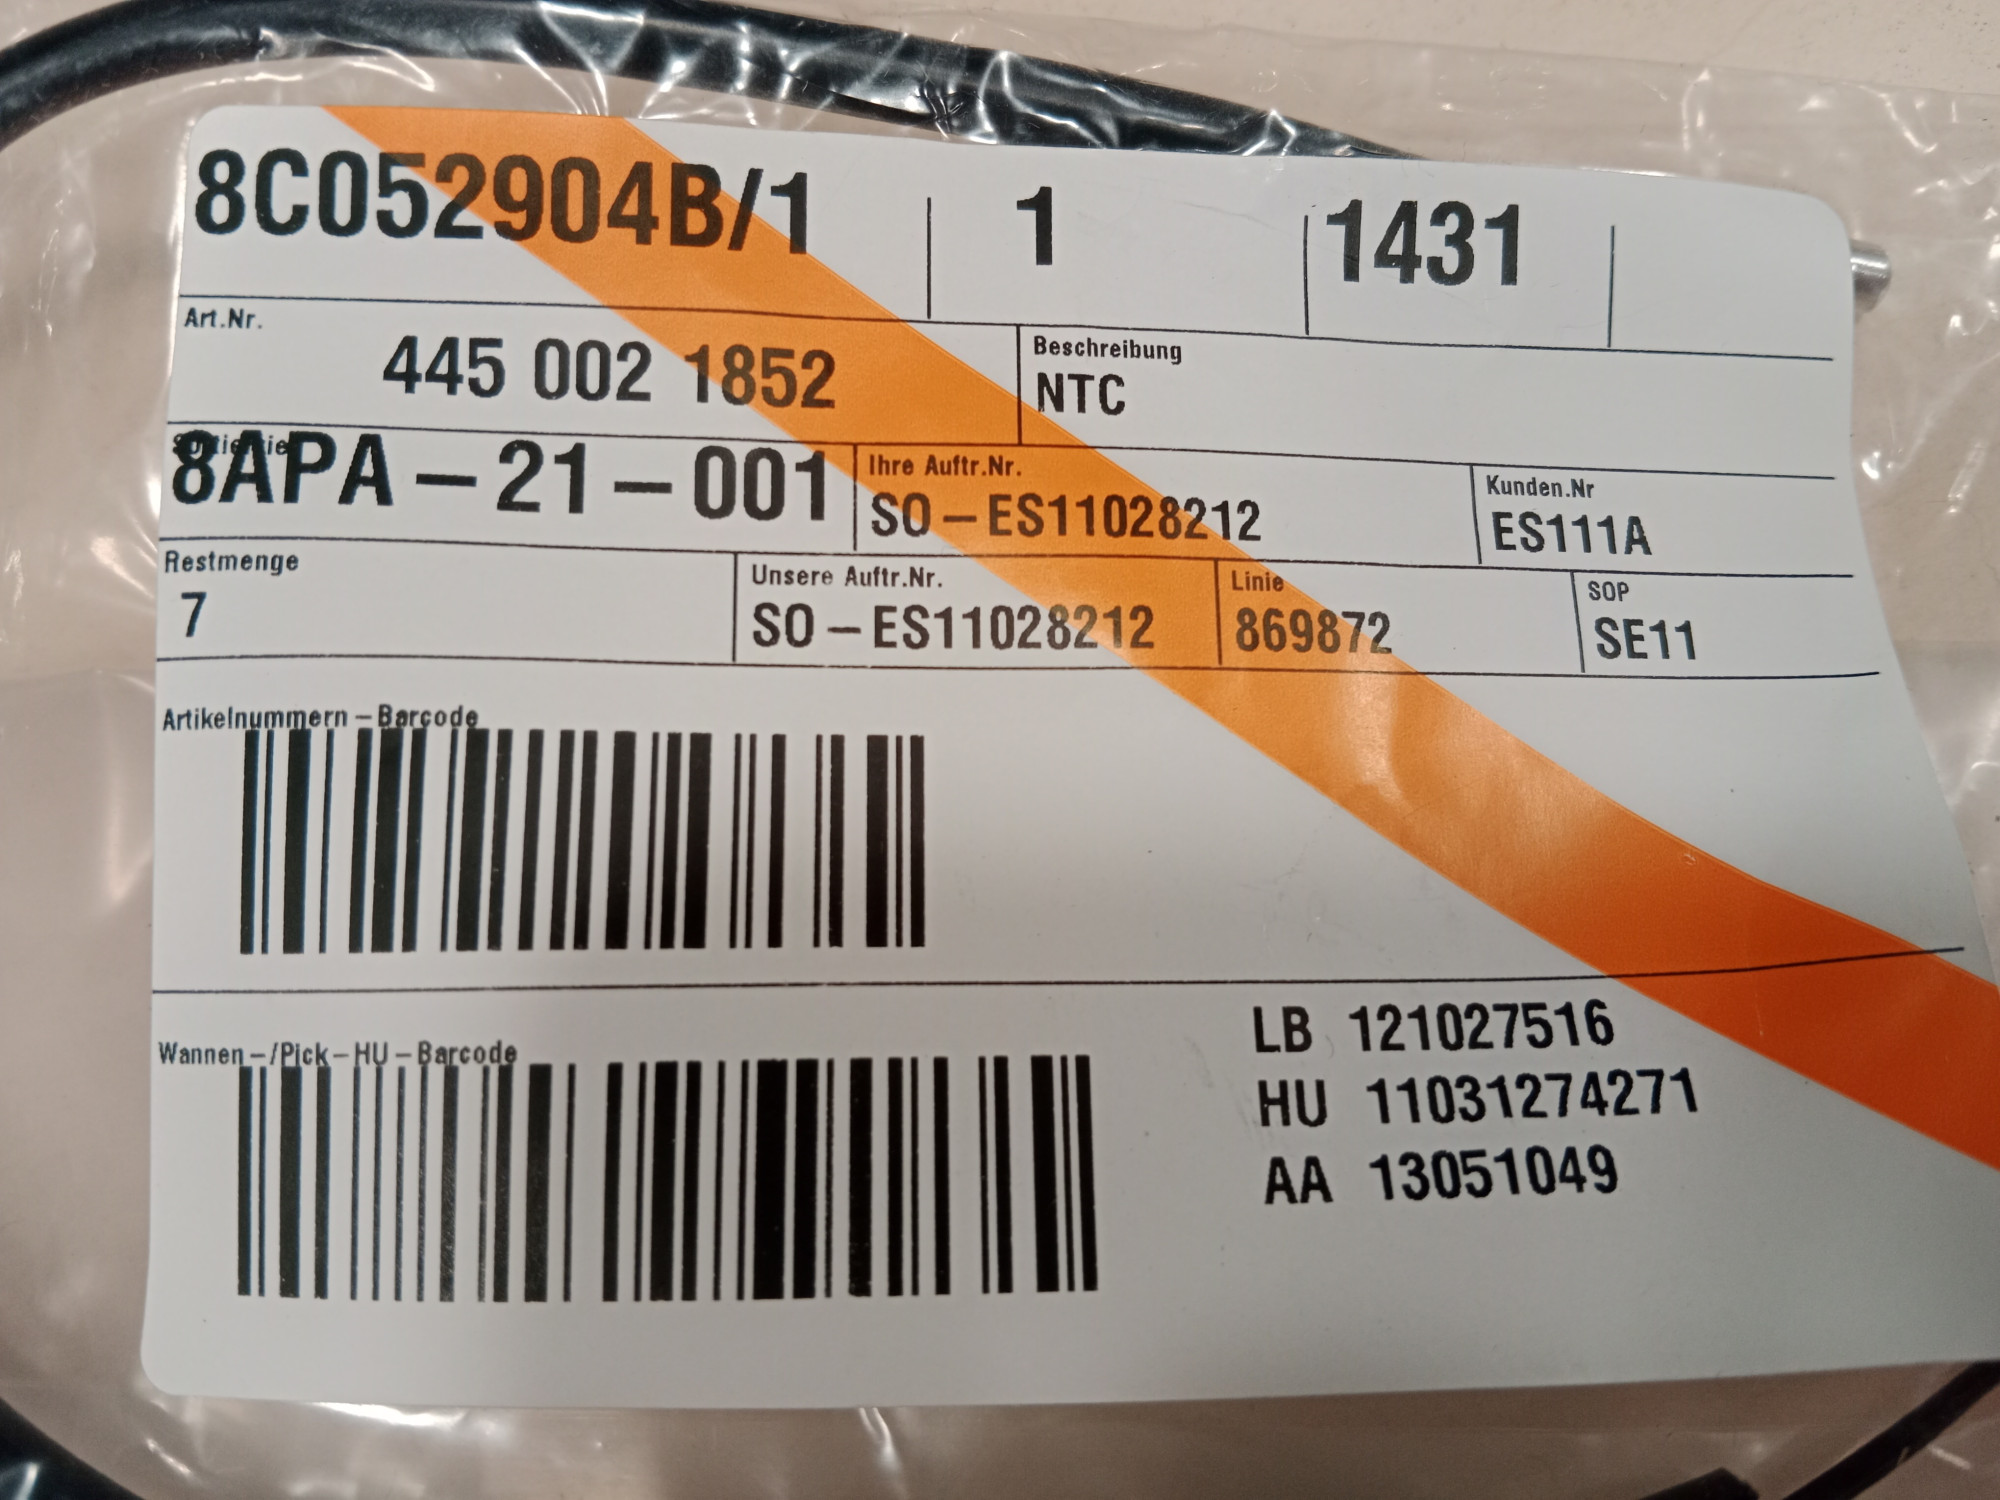 8C052904B/1 1 1431
Art.Nr.
445 002 1852
Beschreibung
NTC
8APA-21-001
Ihre Auftr.Nr.
SO-ES11028212
Kunden.Nr
ES111A
Restmenge
7
Unsere Auftr.Nr.
SO-ES11028212
Linie
869872
SOP
SE11
Artikelnummern-Barcode
Wannen-/Pick-HU-Barcode
LB 121027516
HU 11031274271
AA 13051049